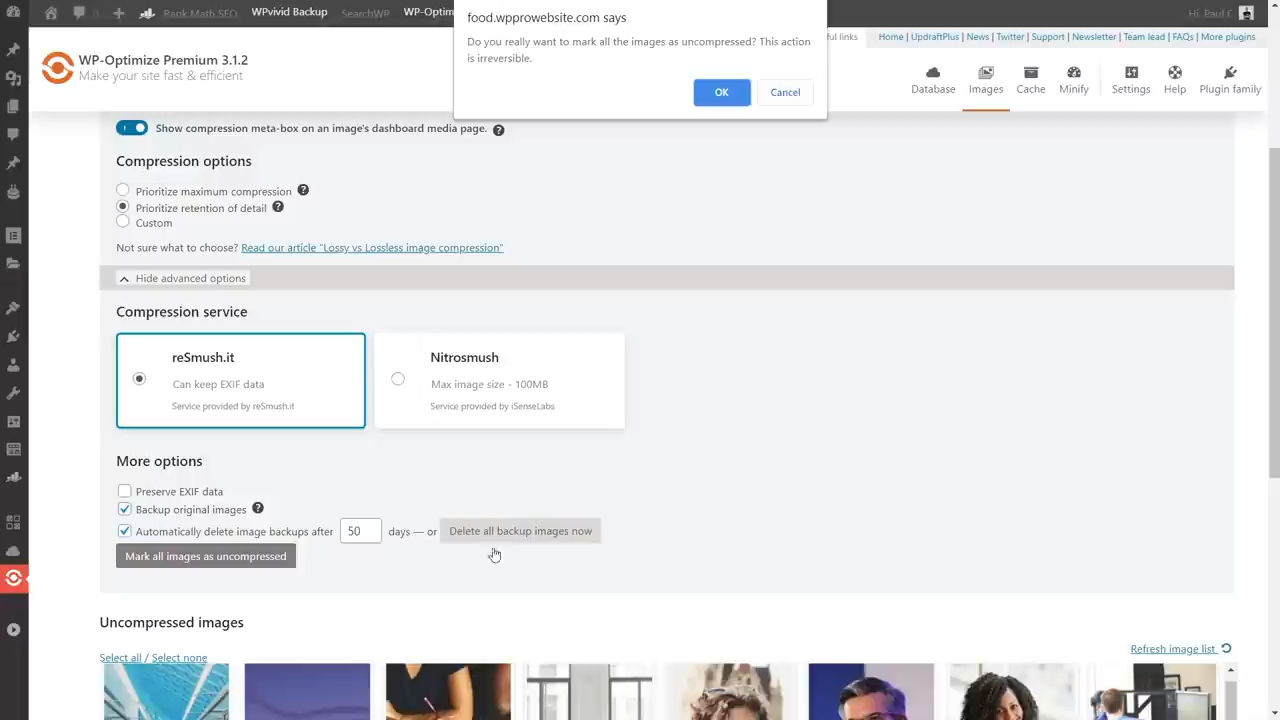 Rank Math SEO
WPvivid Backup
SearchWP
WP-Optim
Hi, Paul C
food.wpprowebsite.com says
Do you really want to mark all the images as uncompressed? This action
is irreversible.
OK
Cancel
WP-Optimize Premium 3.1.2
Make your site fast & efficient
ful links
Home | UpdraftPlus | News | Twitter | Support | Newsletter | Team lead | FAQs | More plugins
Database
Images
Cache
Minify
Settings
Help
Plugin family
Show compression meta-box on an image's dashboard media page.
Compression options
Prioritize maximum compression
Prioritize retention of detail
Custom
Not sure what to choose? Read our article "Lossy vs Lossless image compression"
Hide advanced options
Compression service
reSmush.it
Can keep EXIF data
Service provided by reSmush.it
Nitrosmush
Max image size - 100MB
Service provided by iSenseLabs
More options
Preserve EXIF data
Backup original images
Automatically delete image backups after 50 days — or Delete all backup images now
Mark all images as uncompressed
Uncompressed images
Refresh image list
Select all / Select none